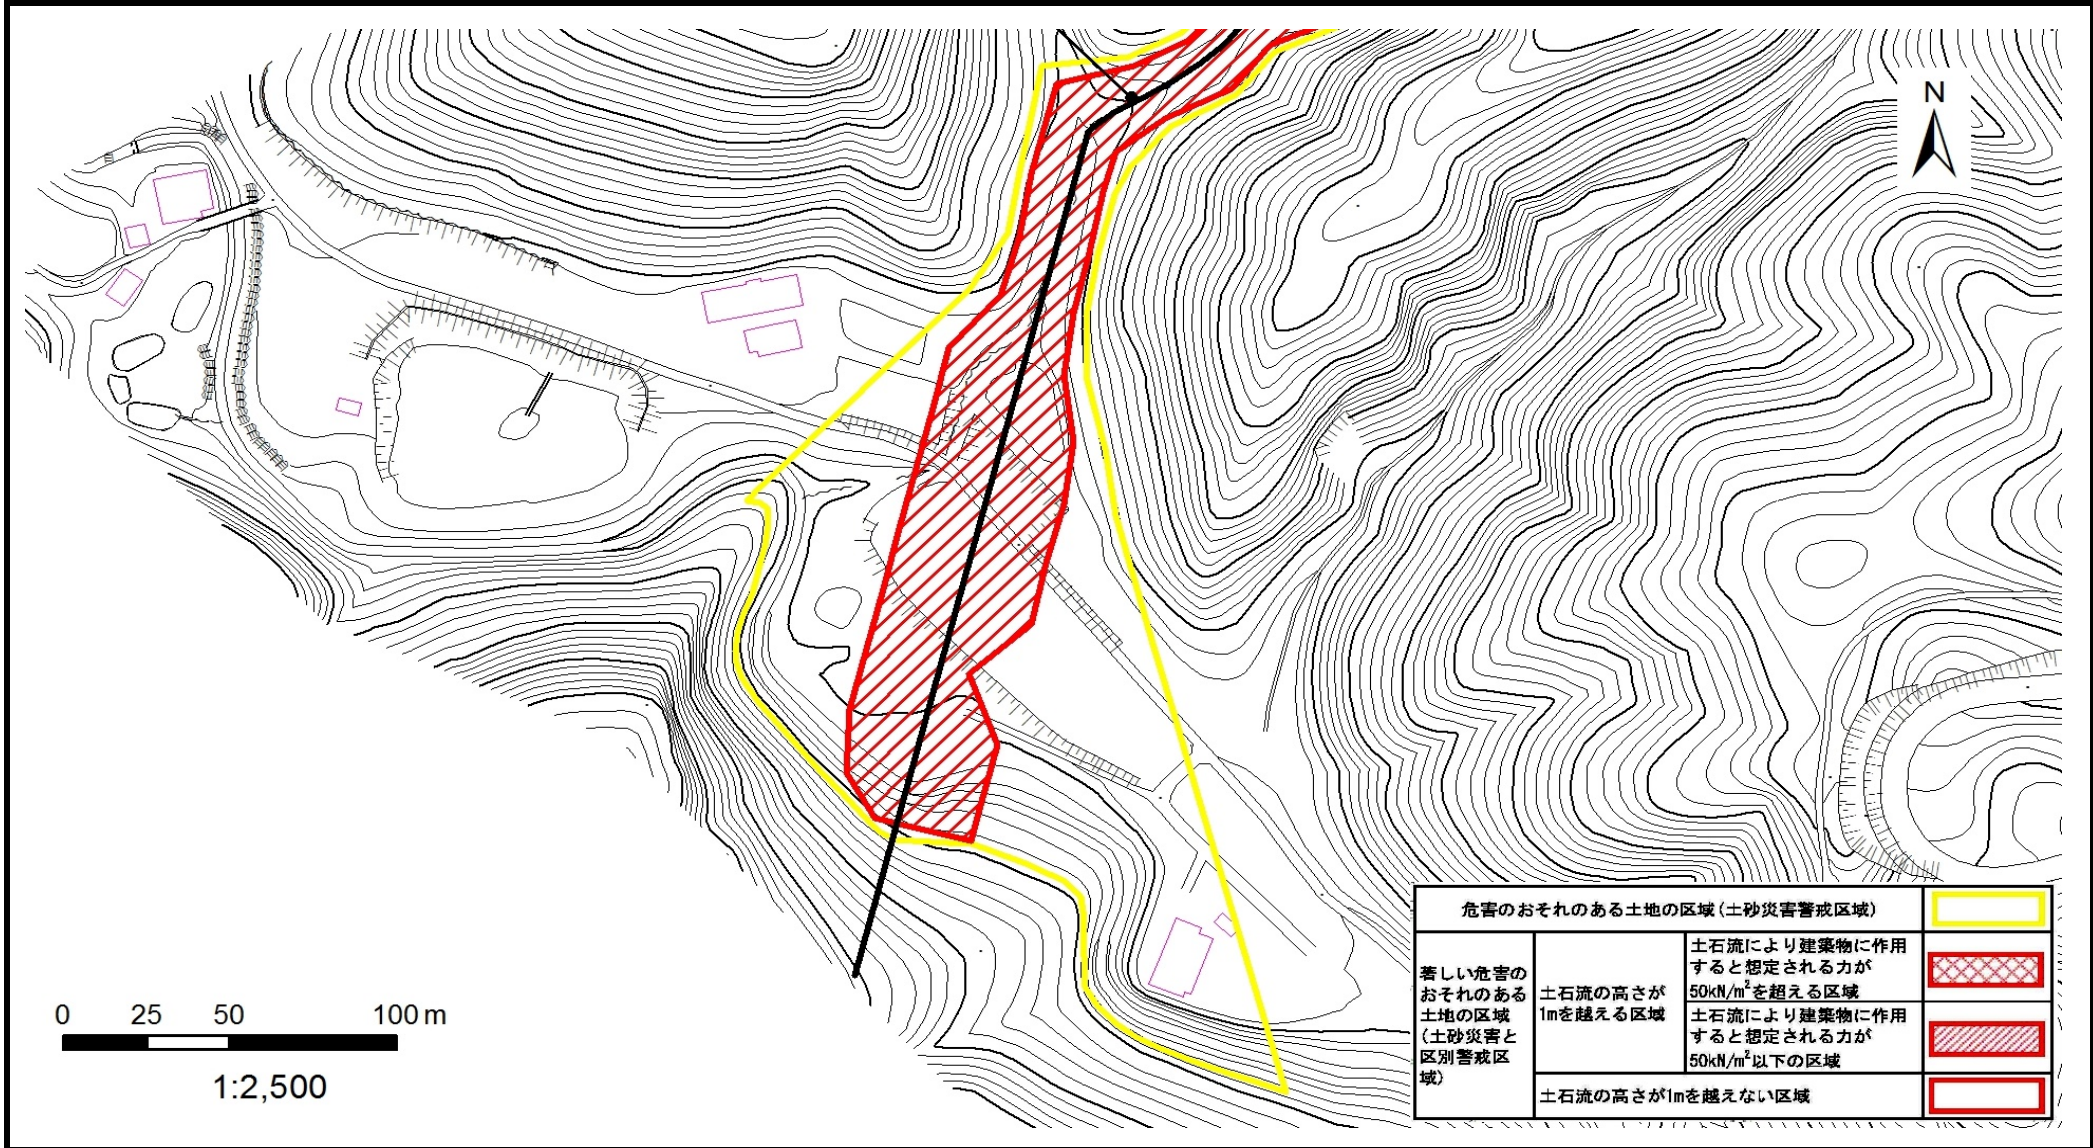 N
危害のおそれのある土地の区域(土砂災害警戒区域)
著しい危害の
おそれのある
土地の区域
(土砂災害と
区別警戒区
域)
土石流の高さが
1mを越える区域
土石流により建築物に作用
すると想定される力が
50kN/m²を超える区域
土石流により建築物に作用
すると想定される力が
50kN/m²以下の区域
土石流の高さが1mを越えない区域
0 25 50 100 m
1:2,500